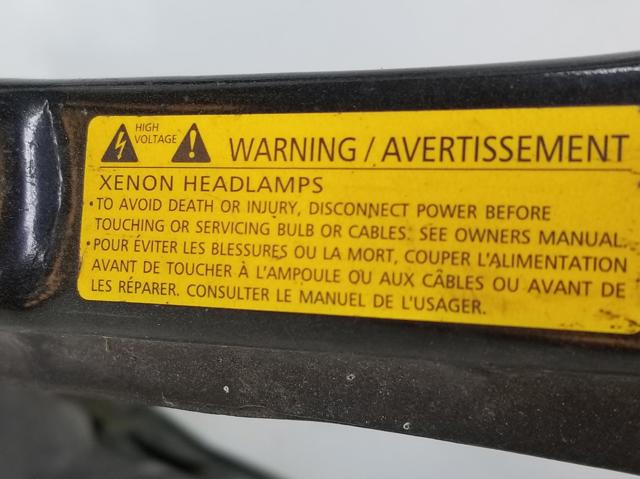 HIGH
VOLTAGE
WARNING / AVERTISSEMENT
XENON HEADLAMPS
•TO AVOID DEATH OR INJURY, DISCONNECT POWER BEFORE
TOUCHING OR SERVICING BULB OR CABLES. SEE OWNERS MANUAL.
•POUR ÉVITER LES BLESSURES OU LA MORT, COUPER L'ALIMENTATION
AVANT DE TOUCHER À L'AMPOULE OU AUX CÂBLES OU AVANT DE
LES RÉPARER. CONSULTER LE MANUEL DE L'USAGER.